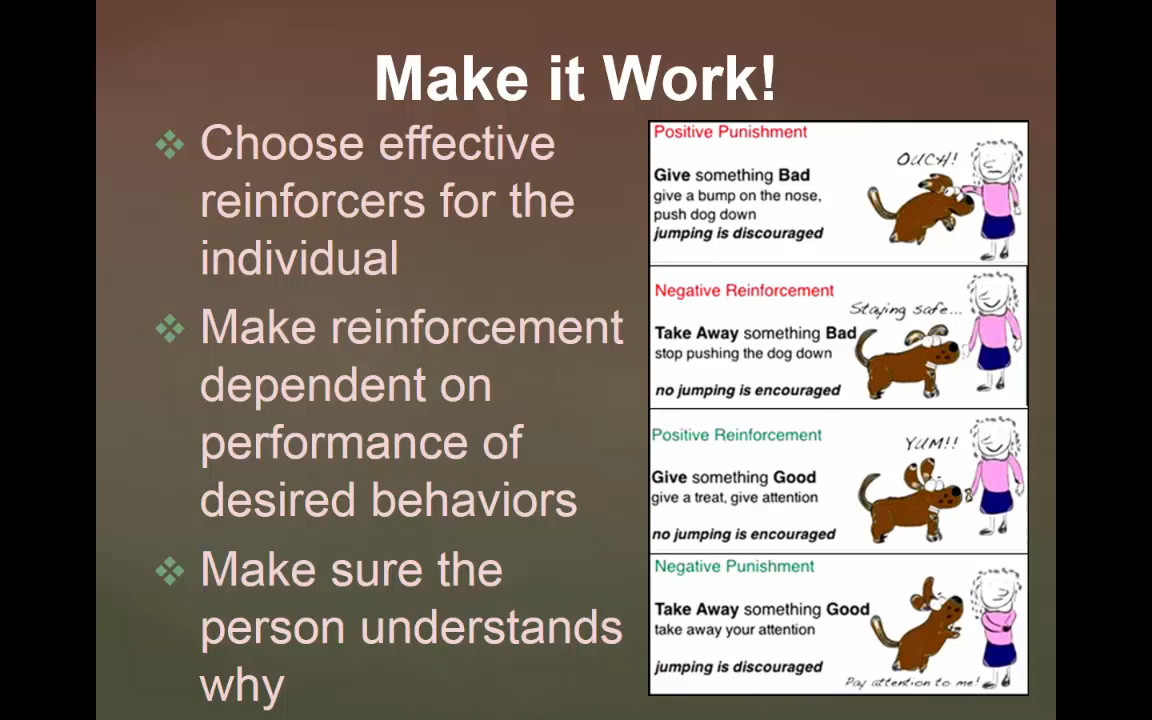 Make it Work!
Choose effective
reinforcers for the
individual
Make reinforcement
dependent on
performance of
desired behaviors
Make sure the
person understands
why
Positive Punishment
OUCH!
Give something Bad
give a bump on the nose,
push dog down
jumping is discouraged
Negative Reinforcement
Staying safe...
Take Away something Bad
stop pushing the dog down
no jumping is encouraged
Positive Reinforcement
YUM!!
Give something Good
give a treat, give attention
no jumping is encouraged
Negative Punishment
Take Away something Good
take away your attention
jumping is discouraged
Pay attention to me!